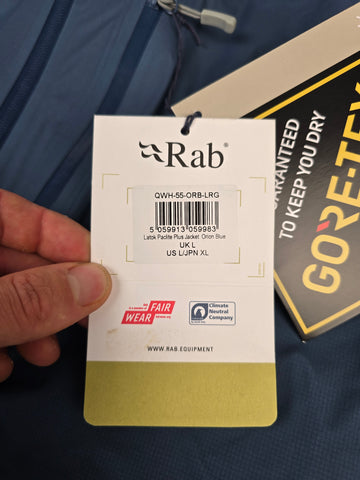 Rab®
QWH-55-ORB-LRG
5 059913 059983
Latok Paclite Plus Jacket Orion Blue
UK L
US L/JPN XL
FAIR
WEAR
Climate
Neutral
Company
WWW.RAB.EQUIPMENT
GUARANTEED
TO KEEP YOU DRY
GORE-TEX